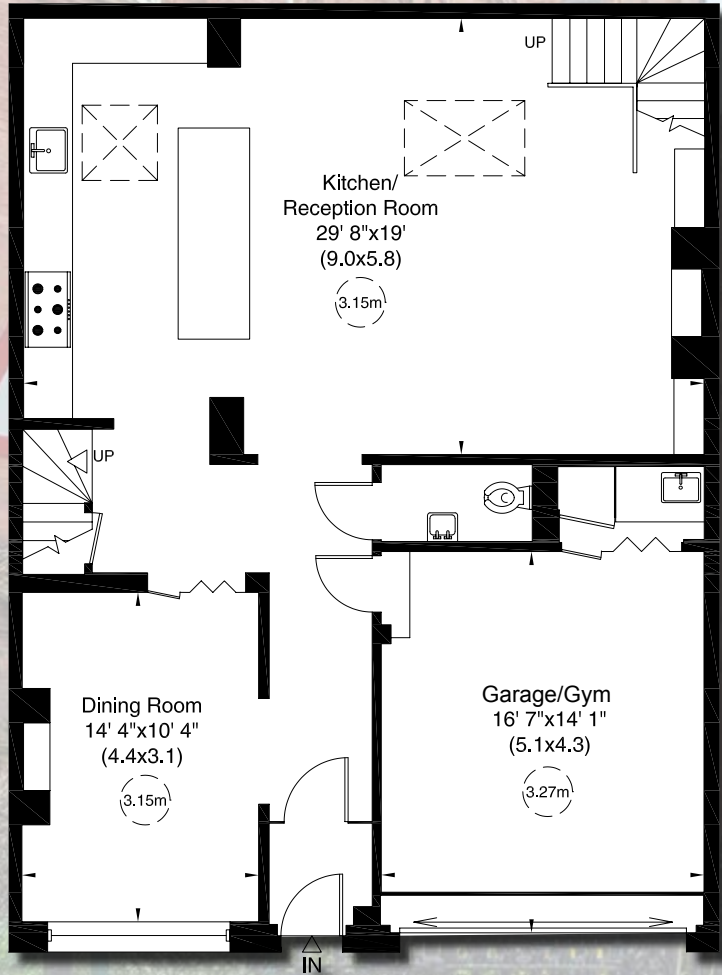 UP
Kitchen/
Reception Room
29' 8"x19'
(9.0x5.8)
3.15m
UP
Dining Room
14' 4"x10' 4"
(4.4x3.1)
3.15m
Garage/Gym
16' 7"x14' 1"
(5.1x4.3)
3.27m
IN